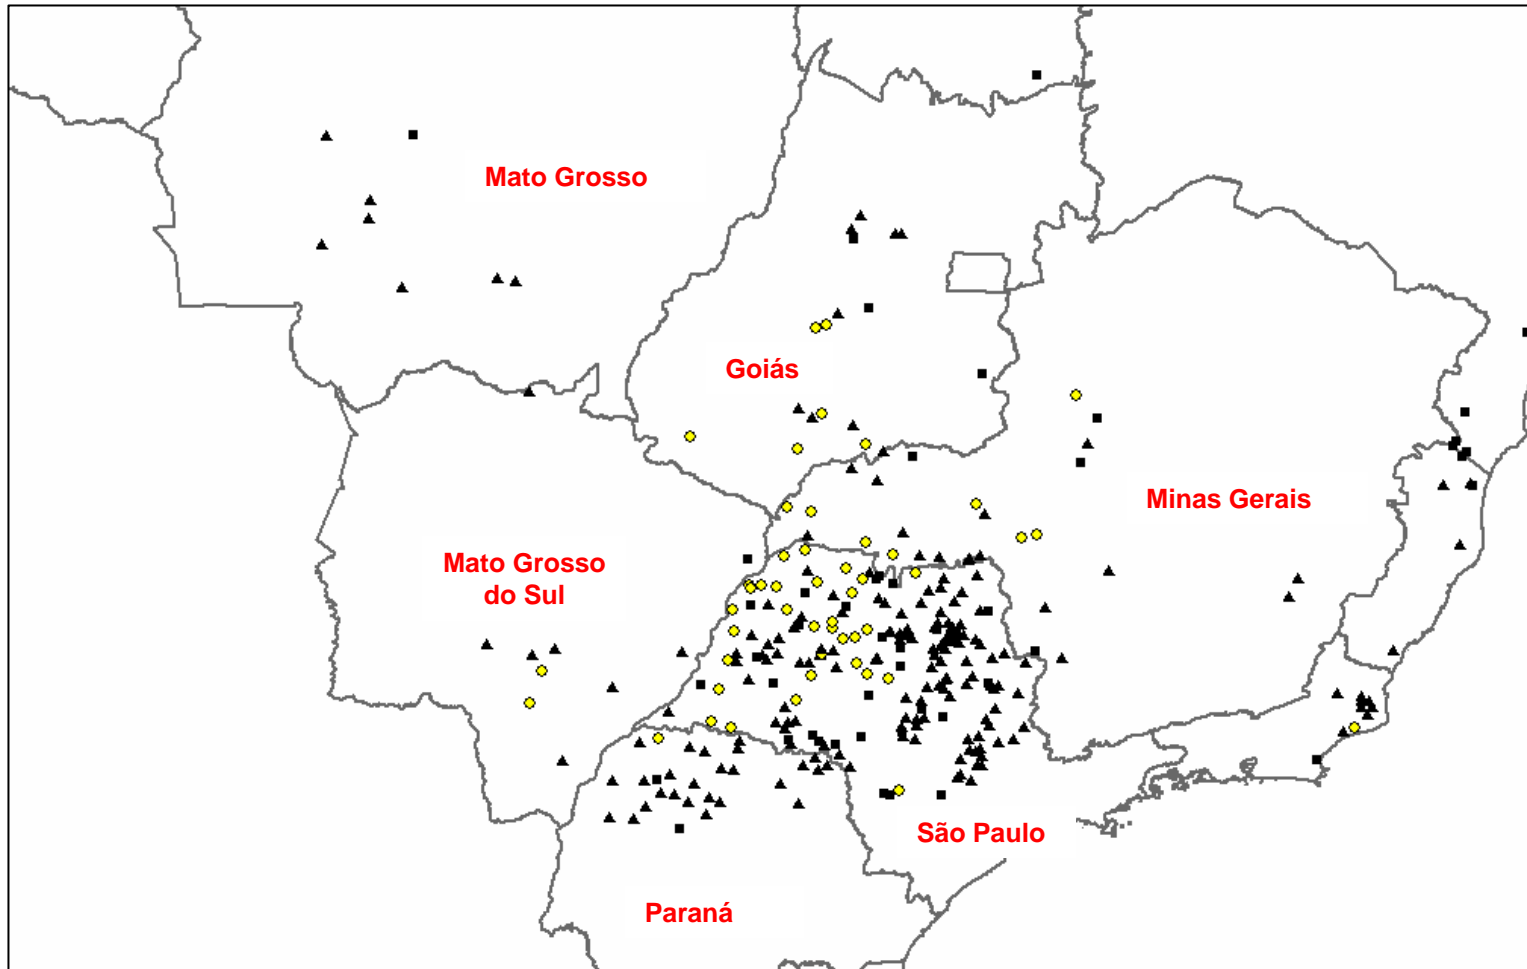 Mato Grosso
Goiás
Minas Gerais
Mato Grosso
do Sul
São Paulo
Paraná